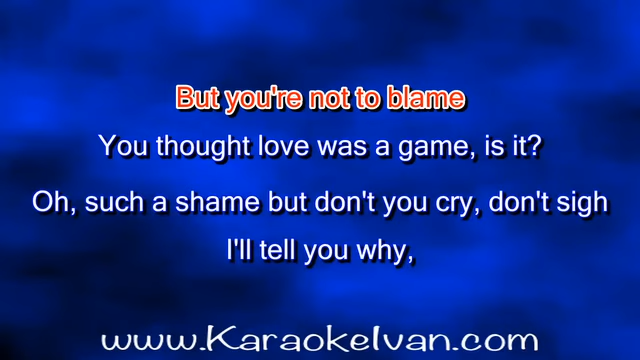 But you're not to blame
You thought love was a game, is it?
Oh, such a shame but don't you cry, don't sigh
I'll tell you why,
www.KaraokeIvan.com